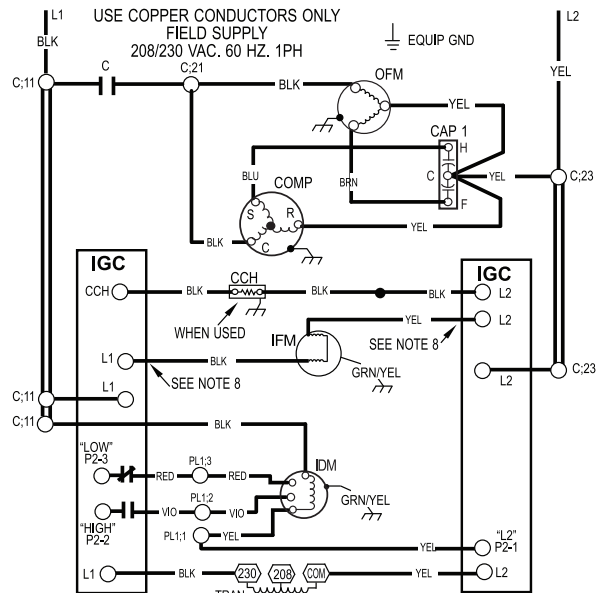 L1
BLK
USE COPPER CONDUCTORS ONLY
FIELD SUPPLY
208/230 VAC. 60 HZ. 1PH
EQUIP GND
L2
YEL
C;11
C
C;21
BLK
OFM
YEL
CAP 1
H
C
F
YEL
C;23
BLU
BRN
COMP
S
R
C
YEL
BLK
IGC
IGC
CCH
BLK
CCH
BLK
BLK
L2
WHEN USED
YEL
L2
IFM
SEE NOTE 8
L1
BLK
GRN/YEL
L2
C;23
SEE NOTE 8
C;11
L1
C;11
BLK
"LOW"
P2-3
RED
PL1;3
RED
IDM
GRN/YEL
VIO
PL1;2
VIO
"HIGH"
P2-2
PL1;1
YEL
YEL
"L2"
P2-1
L1
BLK
230
208
COM
YEL
L2
TRAN